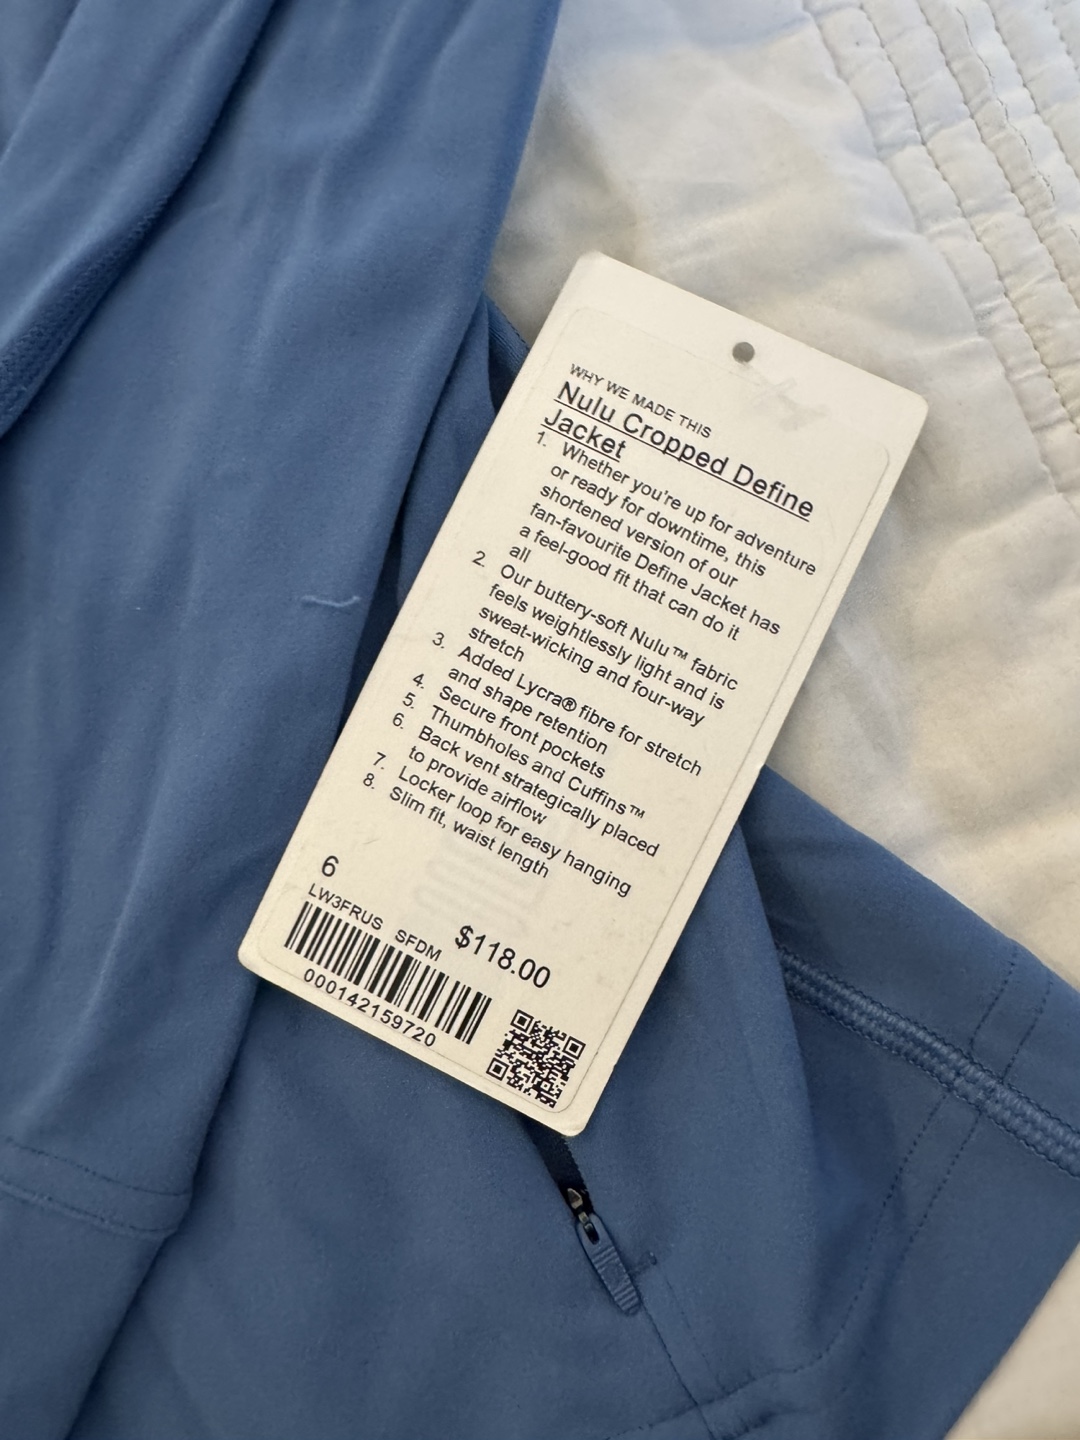 WHY WE MADE THIS
Nulu Cropped Define
Jacket
1. Whether you're up for adventure
or ready for downtime, this
shortened version of our
fan-favourite Define Jacket has
a feel-good fit that can do it
all
2. Our buttery-soft Nulu™ fabric
feels weightlessly light and is
sweat-wicking and four-way
stretch
3. Added Lycra® fibre for stretch
and shape retention
4. Secure front pockets
5. Thumbholes and Cuffins™
6. Back vent strategically placed
to provide airflow
7. Locker loop for easy hanging
8. Slim fit, waist length
6
LW3FRUS SFDM
$118.00
000142159720